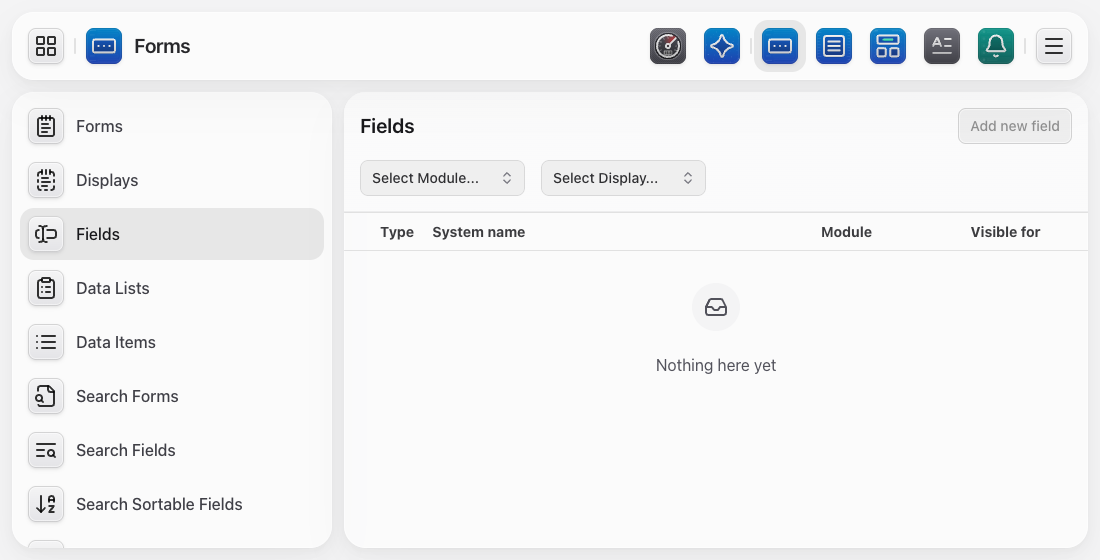 Forms
Forms
Displays
Fields
Data Lists
Data Items
Search Forms
Search Fields
Search Sortable Fields
Fields
Add new field
Select Module...
Select Display...
Type System name Module Visible for
Nothing here yet